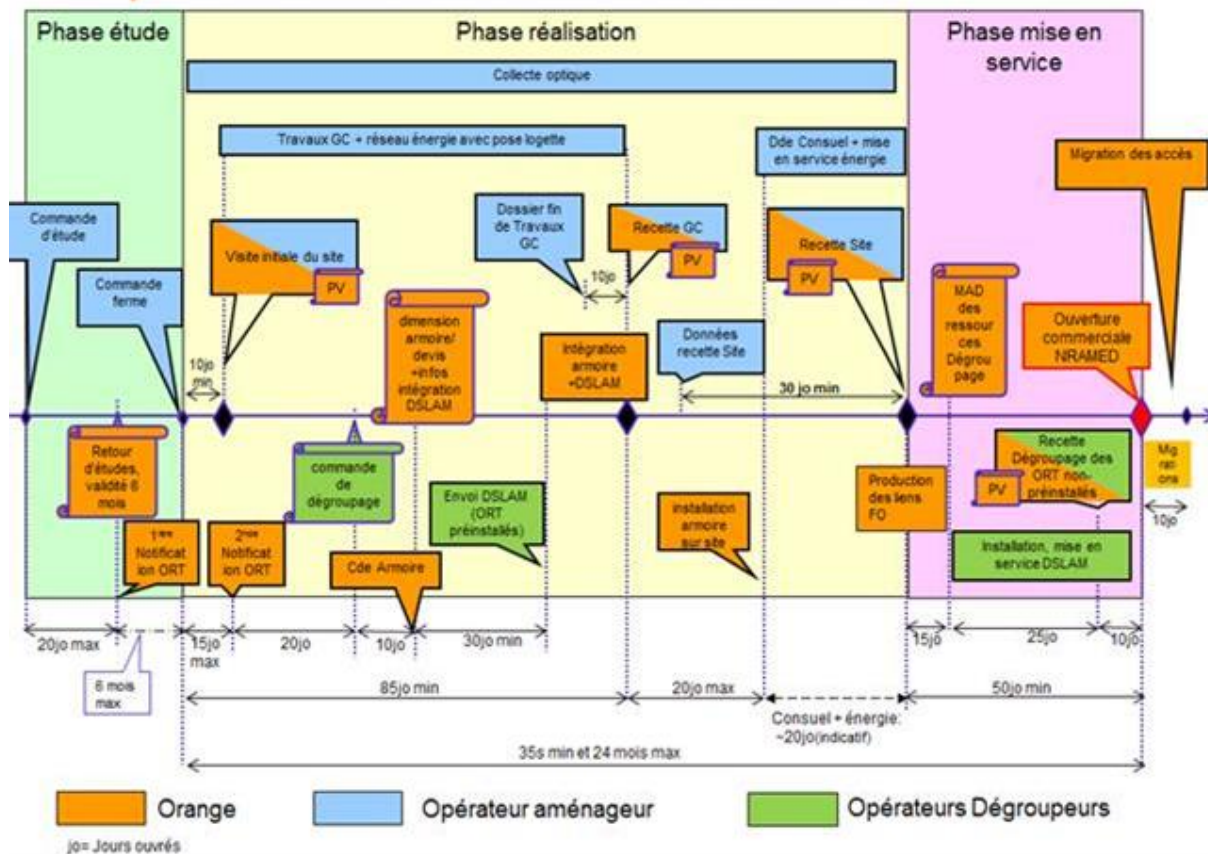 Phase étude
Phase réalisation
Phase mise en
service
Collecte optique
Travaux GC + réseau énergie avec pose logette
Dde Consuel + mise
en service énergie
Migration des accès
Commande
d'étude
Commande
ferme
Visite initiale du site
PV
Dossier fin
de Travaux
GC
Recette GC
PV
Recette Site
PV
10jo
min
dimension
armoire/
devis
+infos
intégration
DSLAM
10jo
Intégration
armoire
+DSLAM
Données
recette Site
30 jo min
MAD
des
ressour
ces
Dégrou
page
Ouverture
commerciale
NRAMED
Retour
d'études,
validité 6
mois
commande
de
dégroupage
Envoi DSLAM
(ORT
préinstallés)
installation
armoire
sur site
Production
des liens
FO
Recette
Dégroupage des
ORT non-
préinstallés
PV
Mig
rati
ons
10jo
Installation, mise en
service DSLAM
Notificat
ion ORT
Notificat
ion ORT
Cde Armoire
20jo max
15jo
max
20jo
10jo
30jo min
15jo
25jo
10jo
6 mois
max
85jo min
20jo max
Consuel + énergie:
~20jo(indicatif)
50jo min
35s min et 24 mois max
Orange
Opérateur aménageur
Opérateurs Dégroupeurs
jo= Jours ouvrés